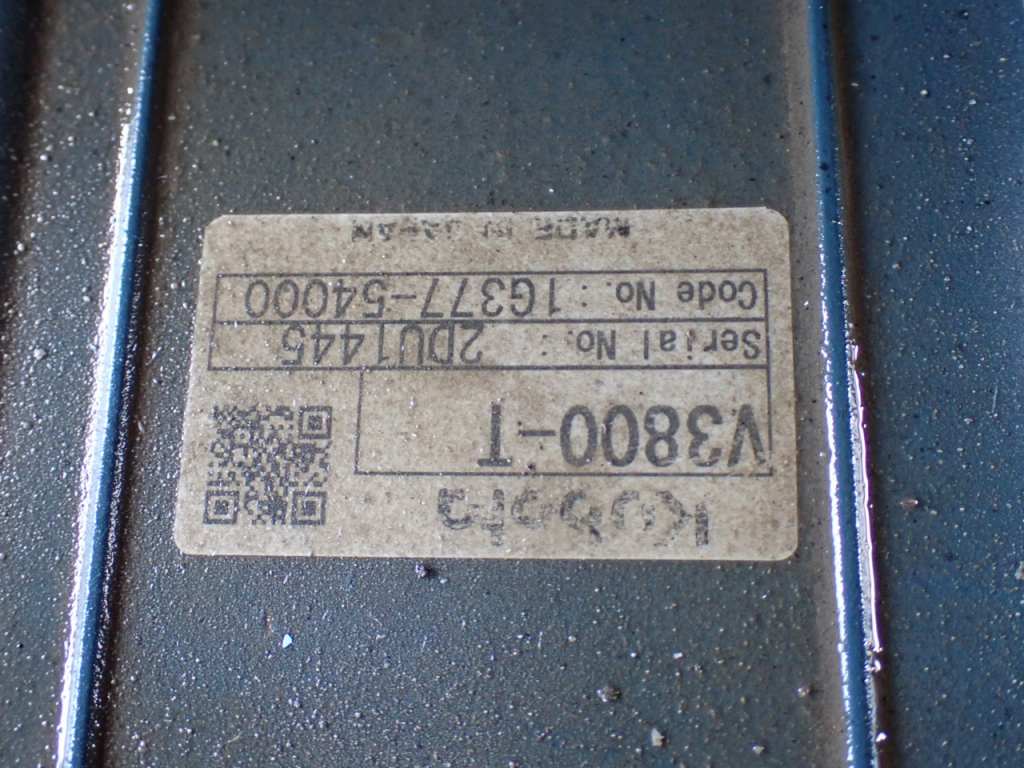 Kubota
V3800-T
Serial No. : 2DU1445
Code No. : 1G377-54000
MADE IN JAPAN